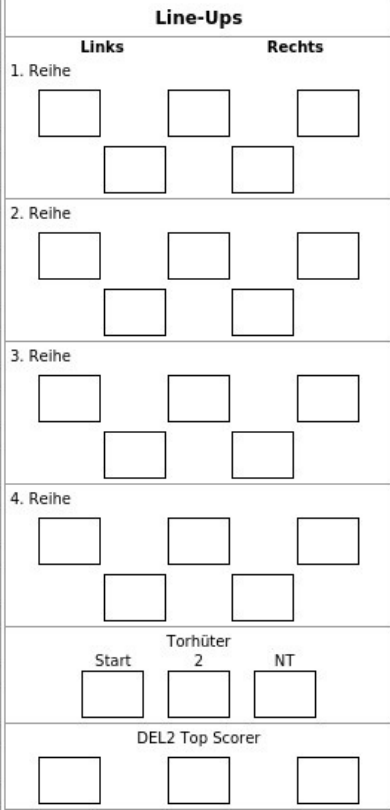 Line-Ups
Links Rechts
1. Reihe
2. Reihe
3. Reihe
4. Reihe
Torhüter
Start 2 NT
DEL2 Top Scorer